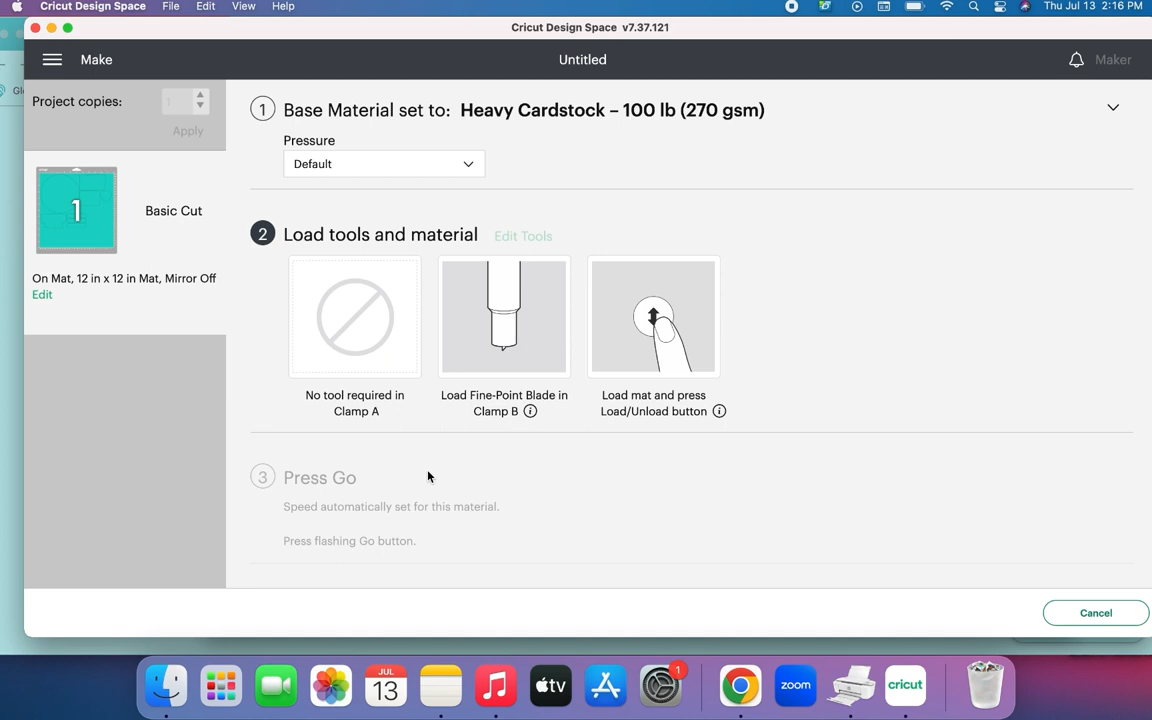 Cricut Design Space File Edit View Help Thu Jul 13 2:16 PM
Cricut Design Space v7.37.121
Make Untitled Maker
Project copies: 1
Apply
1 Basic Cut
On Mat, 12 in x 12 in Mat, Mirror Off
Edit
1 Base Material set to: Heavy Cardstock – 100 lb (270 gsm)
Pressure
Default
2 Load tools and material Edit Tools
No tool required in
Clamp A
Load Fine-Point Blade in
Clamp B
Load mat and press
Load/Unload button
3 Press Go
Speed automatically set for this material.
Press flashing Go button.
Cancel
JUL
13
tv
1
zoom
cricut